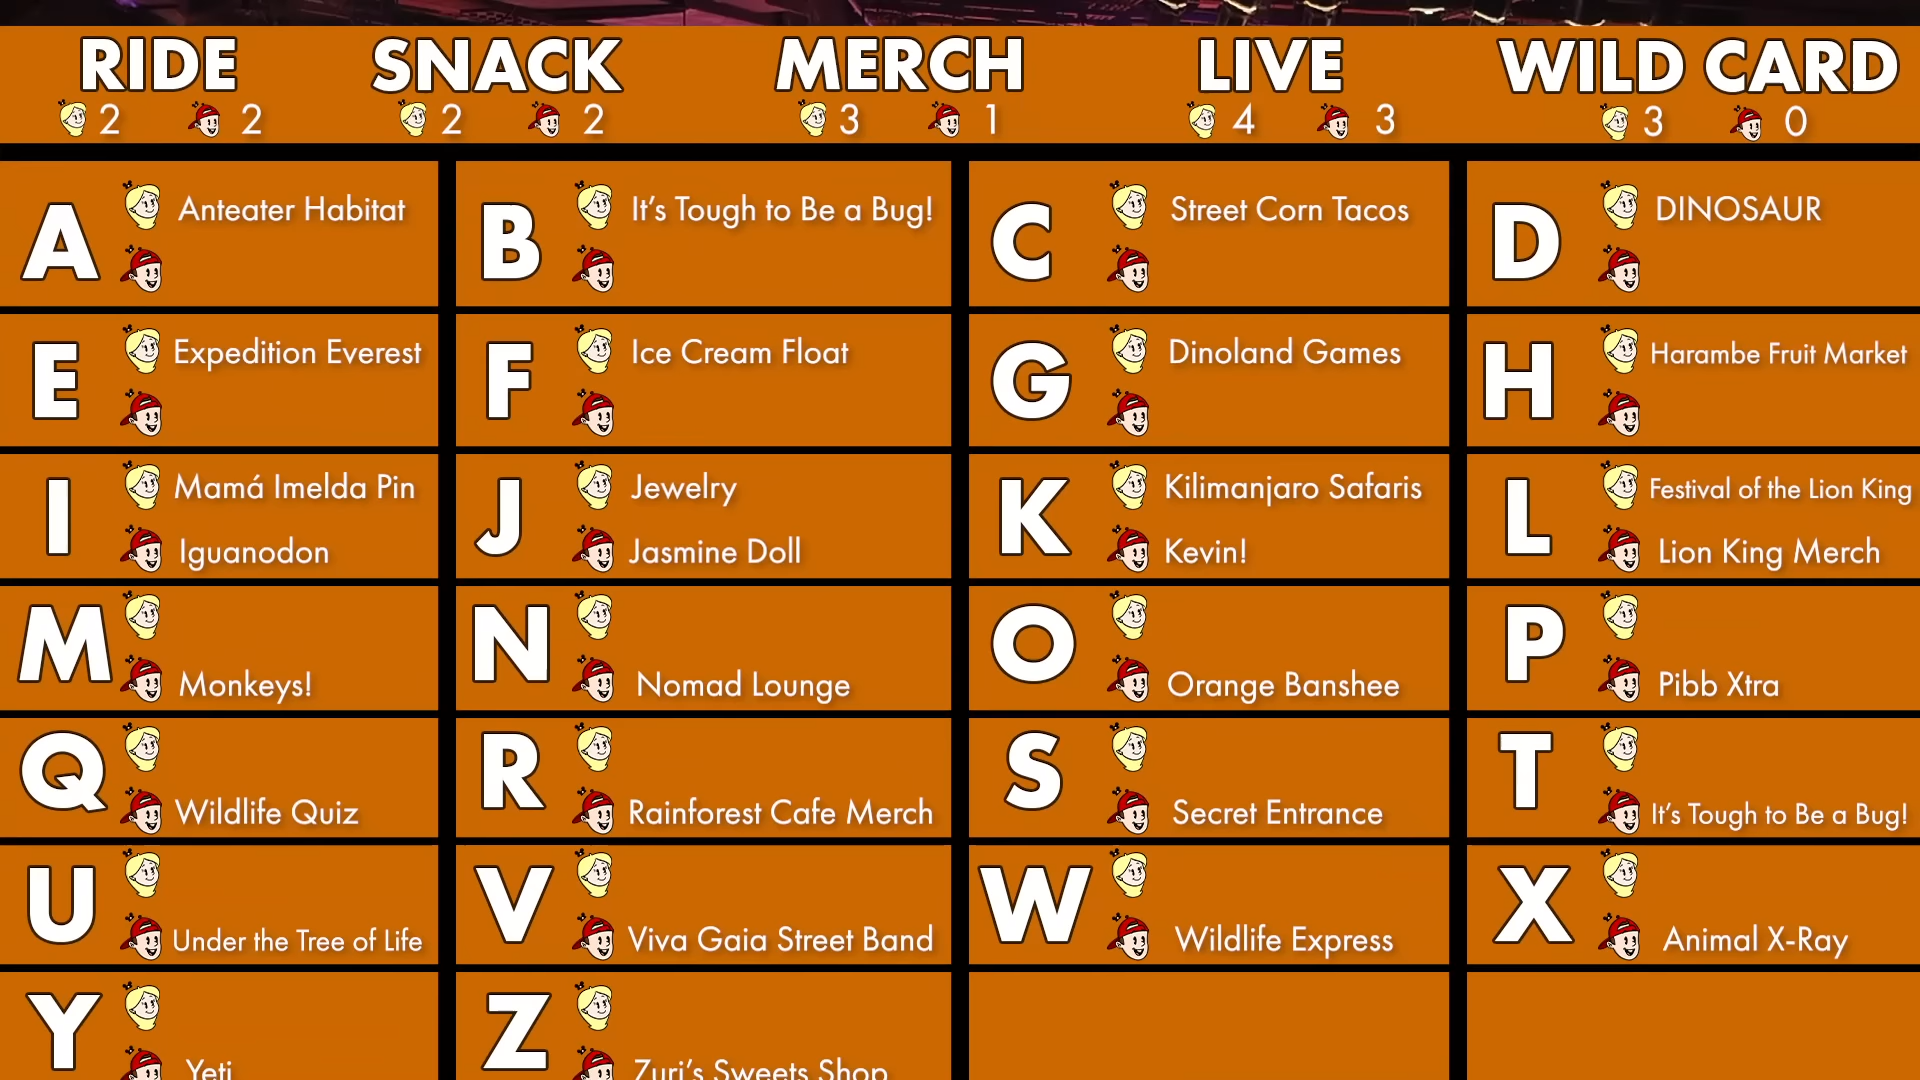 RIDE SNACK MERCH LIVE WILD CARD
2 2 2 2 3 1 4 3 3 0
A Anteater Habitat
B It's Tough to Be a Bug!
C Street Corn Tacos
D DINOSAUR
E Expedition Everest
F Ice Cream Float
G Dinoland Games
H Harambe Fruit Market
I Mamá Imelda Pin
Iguanodon
J Jewelry
Jasmine Doll
K Kilimanjaro Safaris
Kevin!
L Festival of the Lion King
Lion King Merch
M Monkeys!
N Nomad Lounge
O Orange Banshee
P Pibb Xtra
Q Wildlife Quiz
R Rainforest Cafe Merch
S Secret Entrance
T It's Tough to Be a Bug!
U Under the Tree of Life
V Viva Gaia Street Band
W Wildlife Express
X Animal X-Ray
Y Yeti
Z Zuri's Sweets Shop